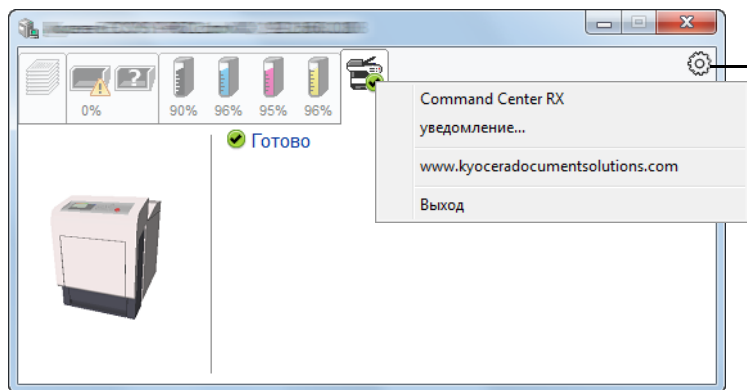 0%
90%
96%
95%
96%
Готово
Command Center RX
уведомление...
www.kyoceradocumentsolutions.com
Выход